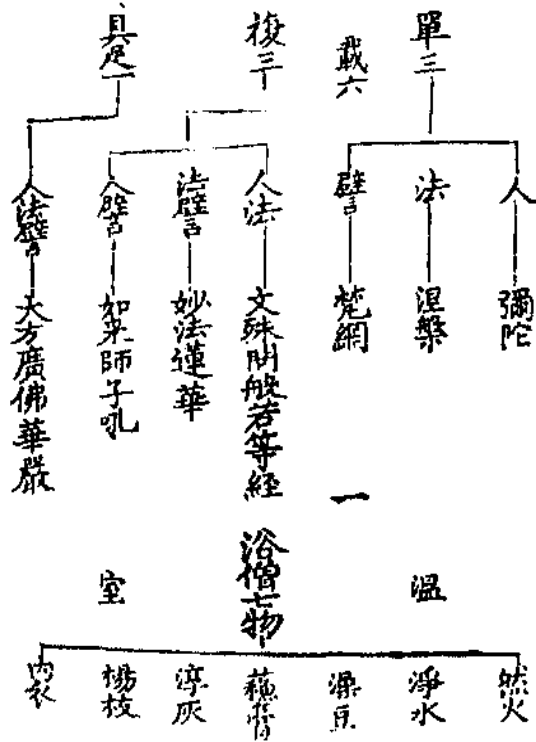 單三
人
彌陀
法
涅槃
譬
梵網
載六
複三
人法
文殊問般若等経
法譬
妙法蓮華
人譬
如来師子吼
具足一
人法譬
大方廣佛華嚴
一
溫
室
浴僧七物
然火
淨水
澡豆
蘇膏
淳灰
楊枝
內衣